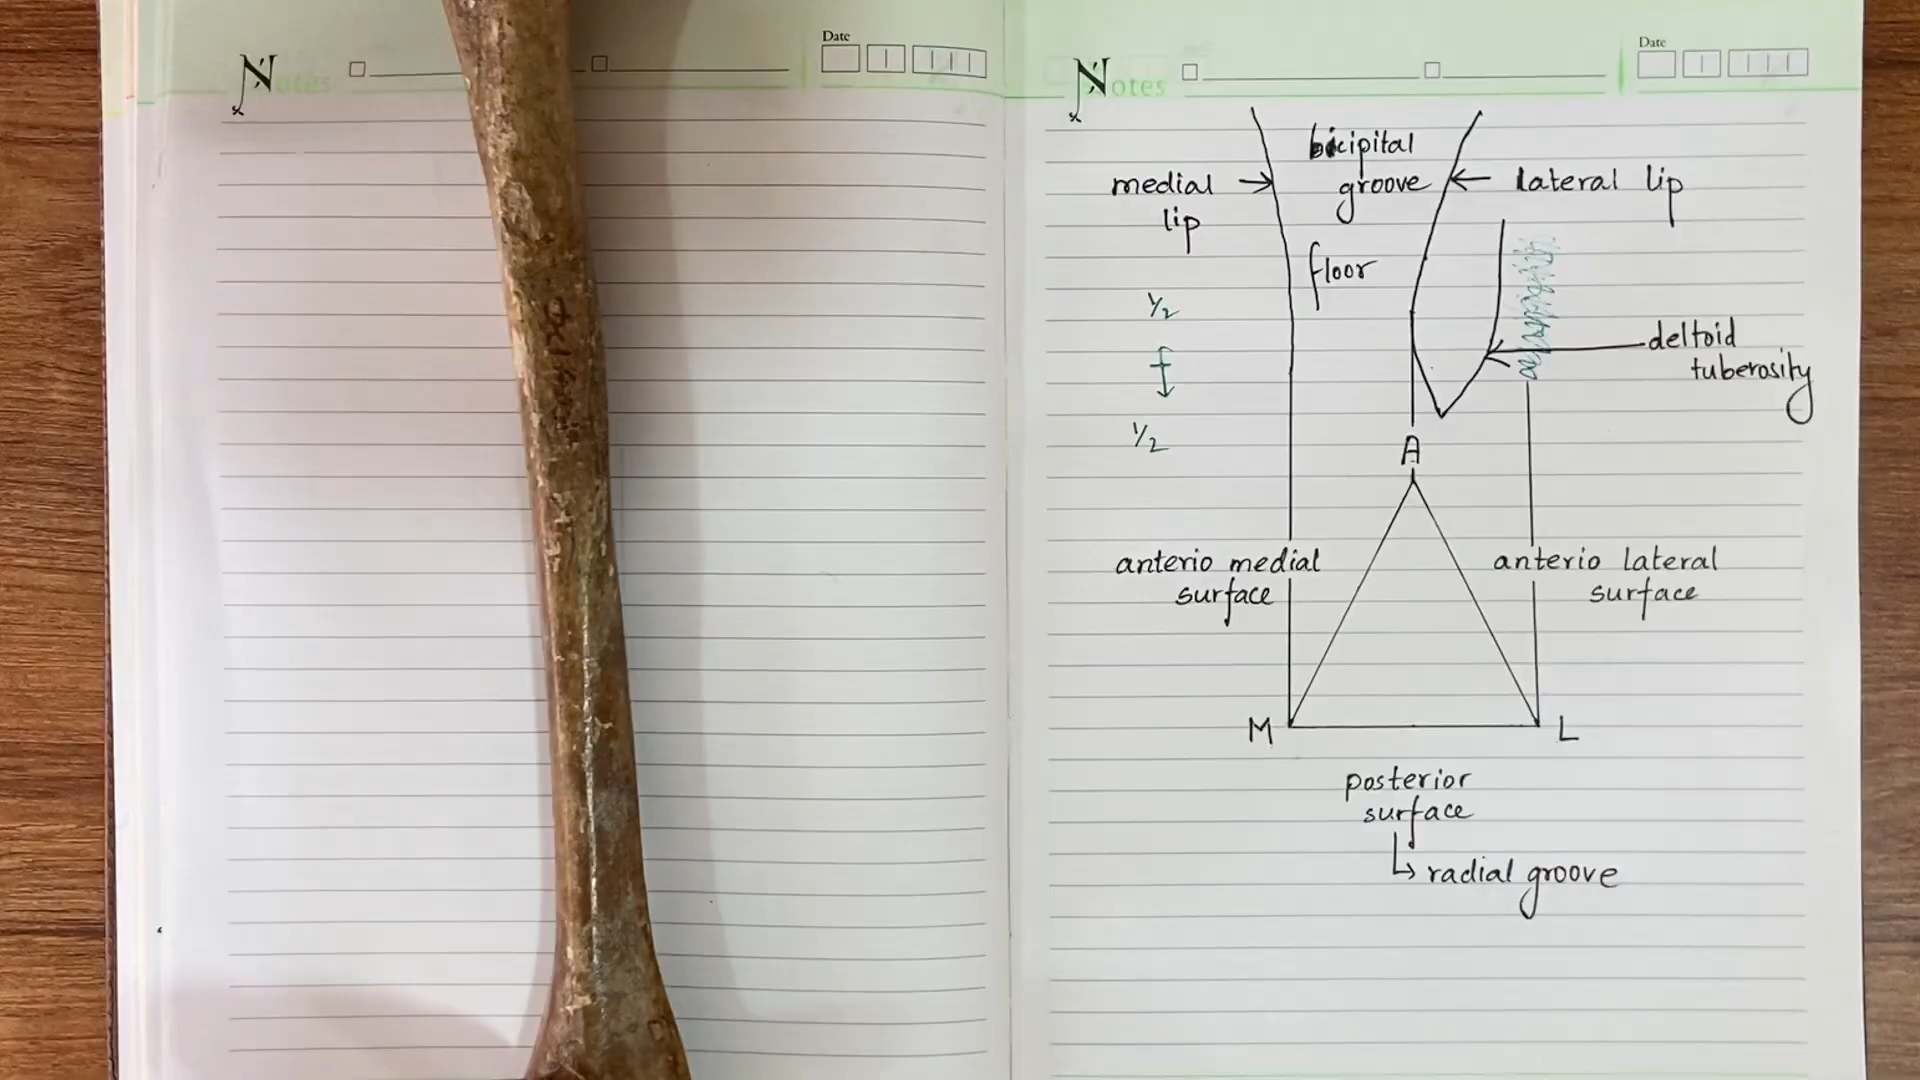 Date
Notes
Date
Notes
bicipital
groove
medial
lip
lateral lip
floor
1/2
f
1/2
deltoid
tuberosity
A
anterio medial
surface
anterio lateral
surface
M
L
posterior
surface
radial groove